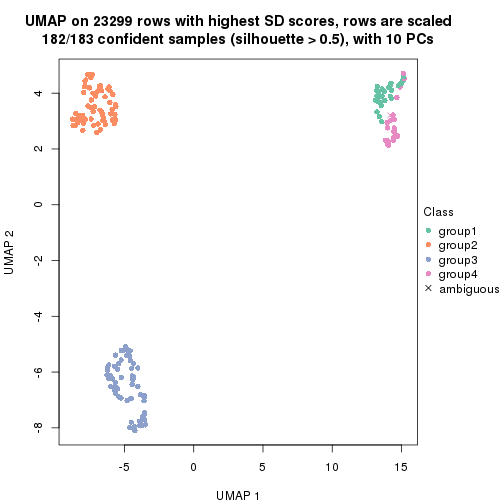 UMAP on 23299 rows with highest SD scores, rows are scaled
182/183 confident samples (silhouette > 0.5), with 10 PCs
4
2
0
-2
-4
-6
-8
UMAP 2
-5
0
5
10
15
UMAP 1
Class
group1
group2
group3
group4
ambiguous